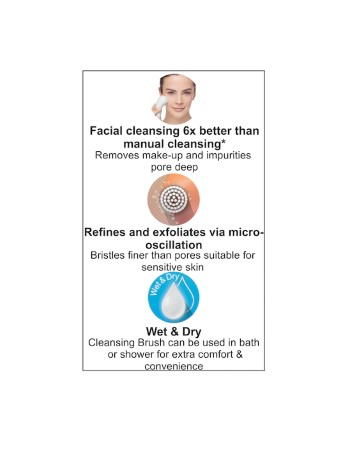 Facial cleansing 6x better than
manual cleansing*
Removes make-up and impurities
pore deep
Refines and exfoliates via micro-
oscillation
Bristles finer than pores suitable for
sensitive skin
Wet & Dry
Wet & Dry
Cleansing Brush can be used in bath
or shower for extra comfort &
convenience